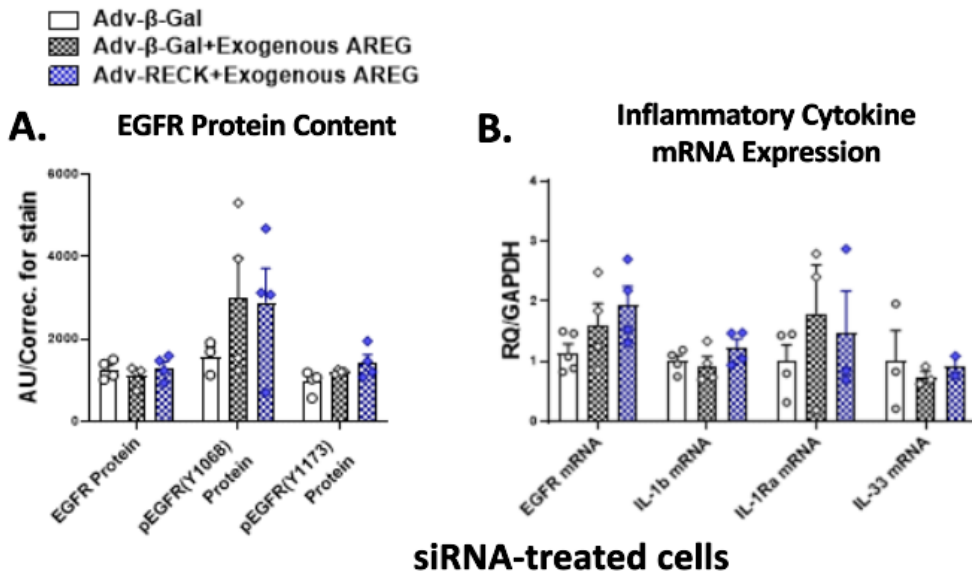 Adv-β-Gal
Adv-β-Gal+Exogenous AREG
Adv-RECK+Exogenous AREG
A.
EGFR Protein Content
AU/Correc. for stain
6000
4000
2000
0
EGFR Protein
pEGFR(Y1068)
Protein
pEGFR(Y1173)
Protein
B.
Inflammatory Cytokine
mRNA Expression
RQ/GAPDH
4
3
2
1
0
EGFR mRNA
IL-1b mRNA
IL-1Ra mRNA
IL-33 mRNA
siRNA-treated cells